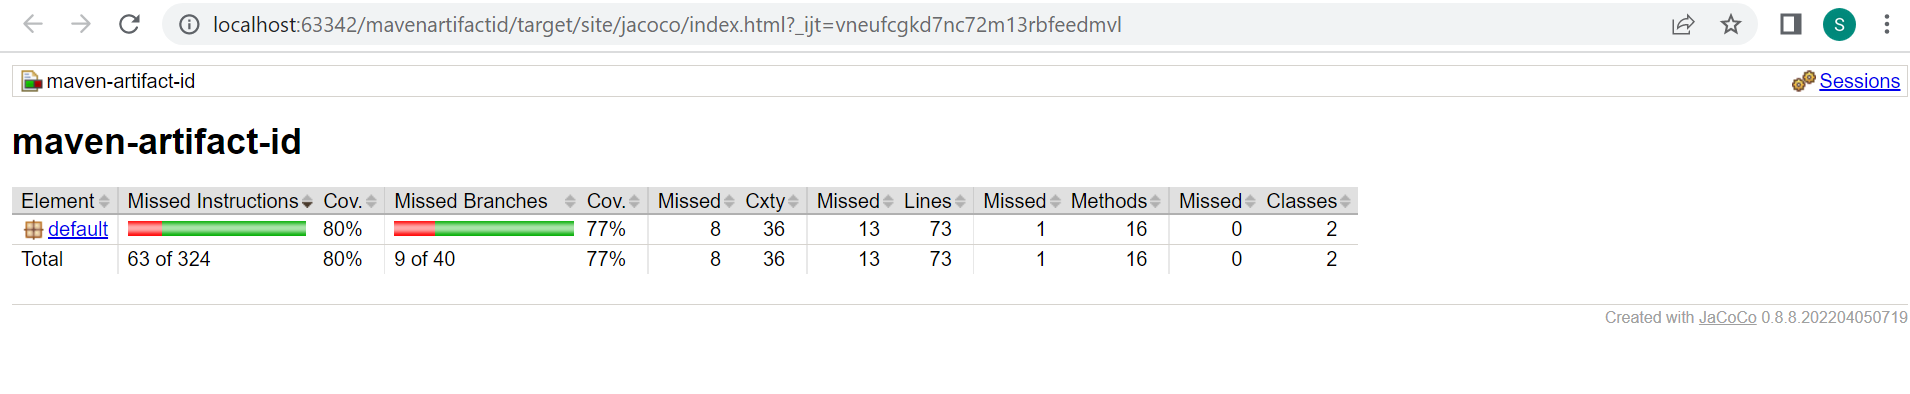 localhost:63342/mavenartifactid/target/site/jacoco/index.html?_ijt=vneufcgkd7nc72m13rbfeedmvl S
maven-artifact-id Sessions
maven-artifact-id
Element Missed Instructions Cov. Missed Branches Cov. Missed Cxty Missed Lines Missed Methods Missed Classes
default 80% 77% 8 36 13 73 1 16 0 2
Total 63 of 324 80% 9 of 40 77% 8 36 13 73 1 16 0 2
Created with JaCoCo 0.8.8.202204050719